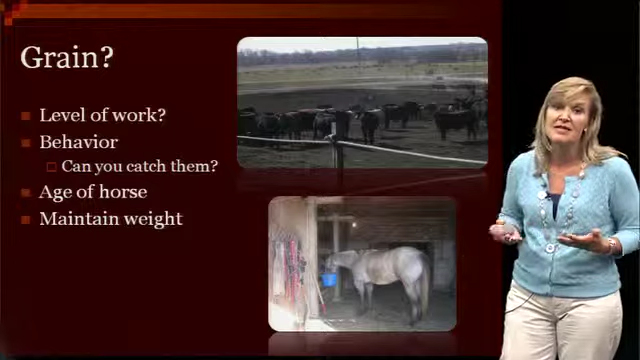 Grain?
Level of work?
Behavior
Can you catch them?
Age of horse
Maintain weight